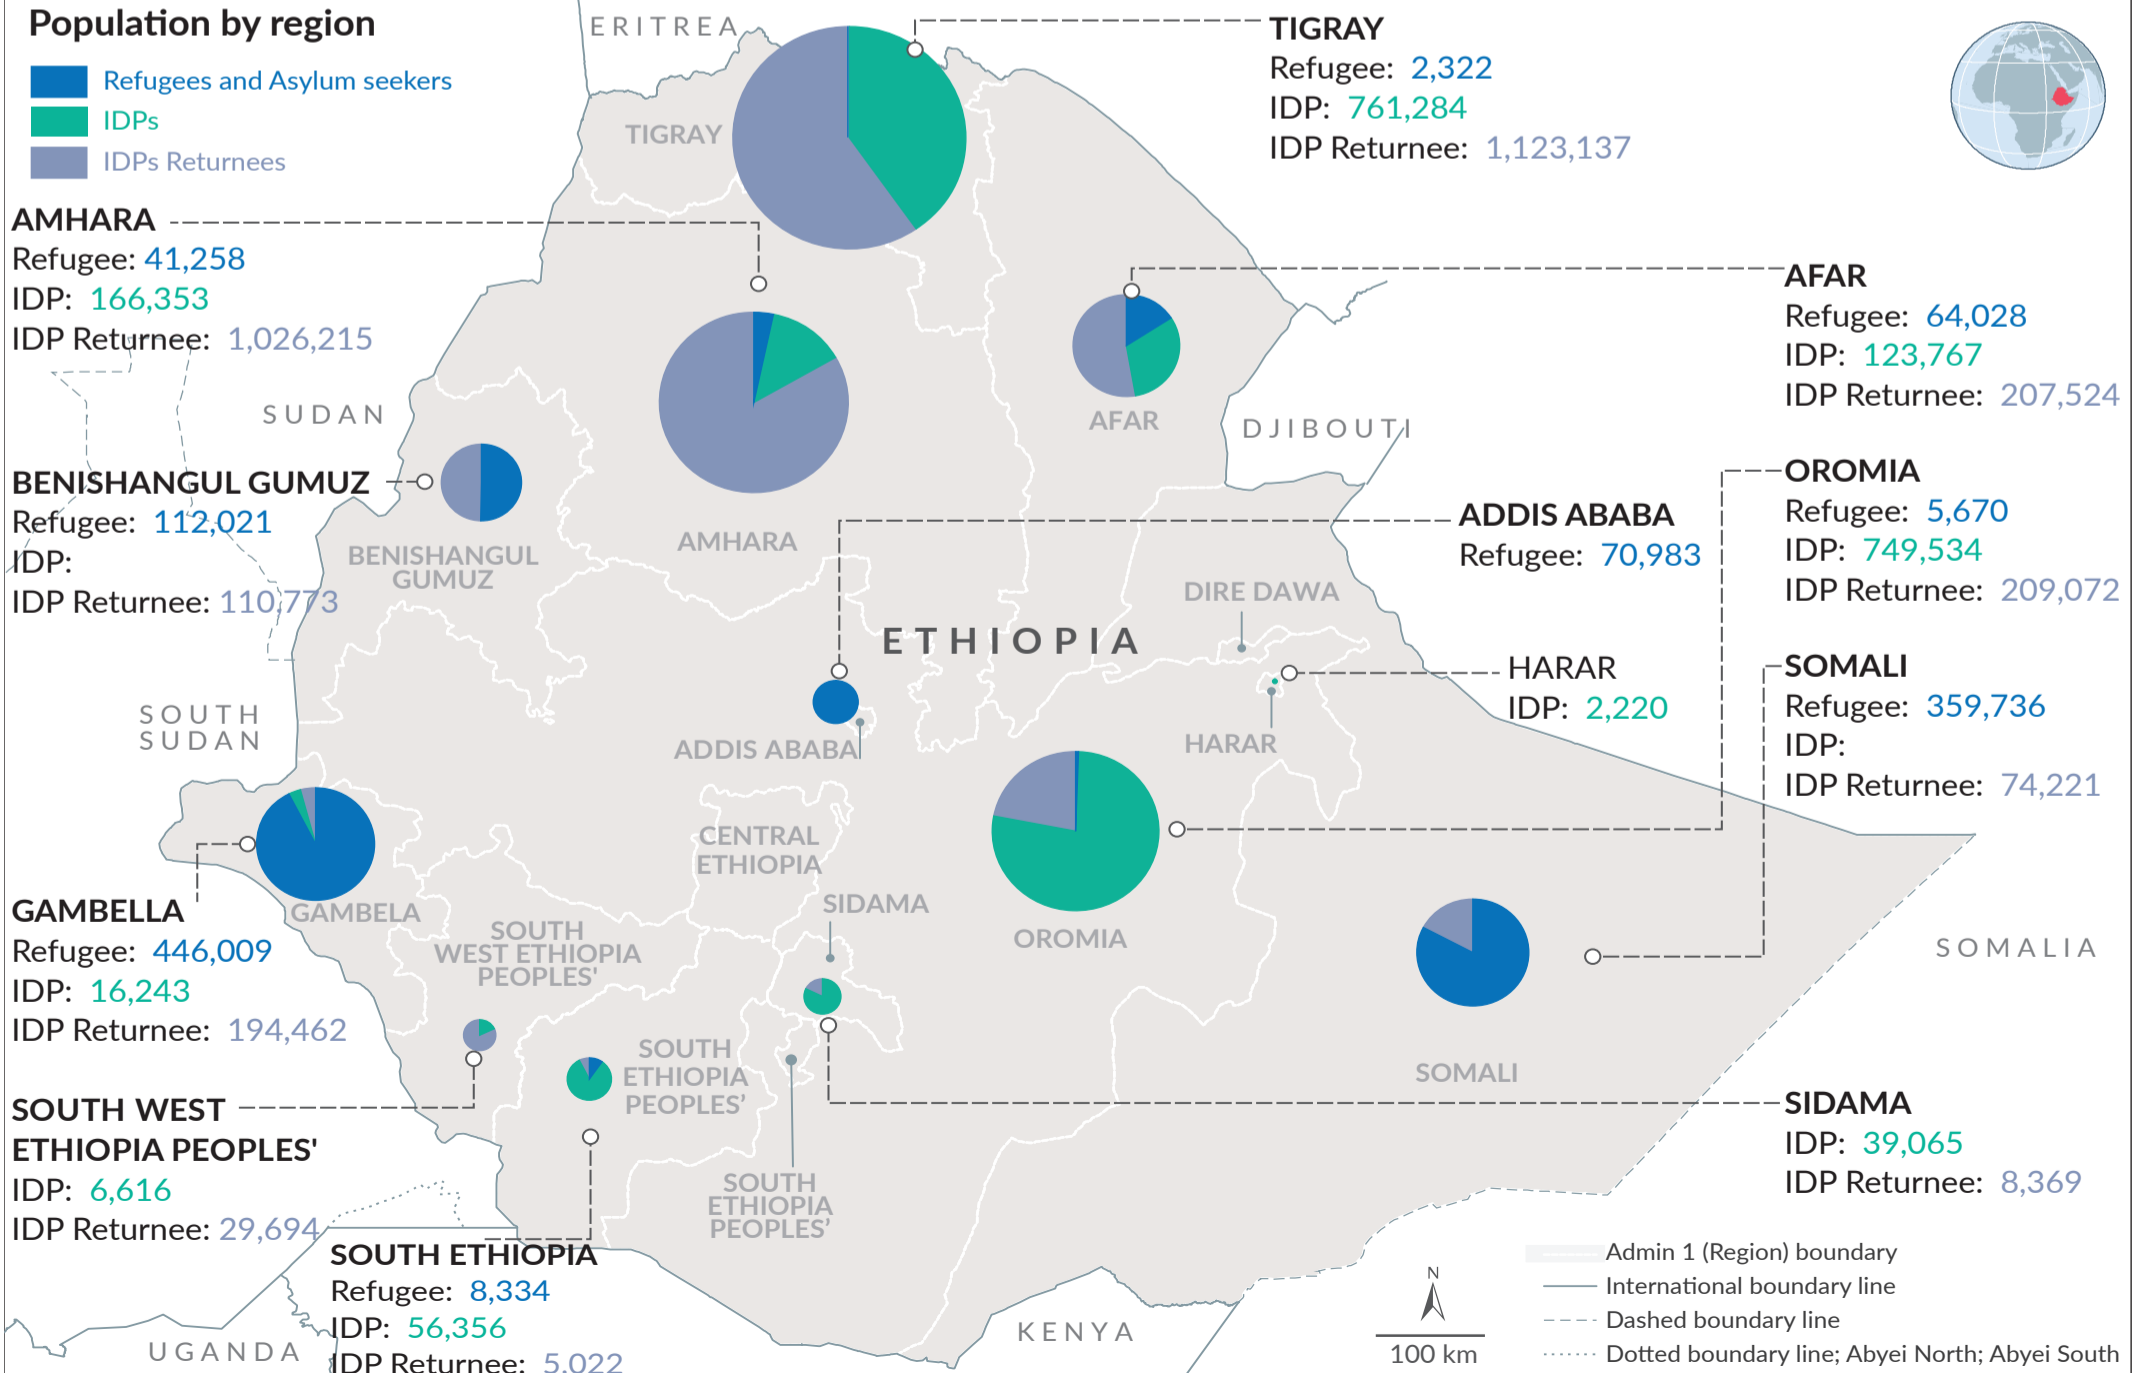 Population by region
Refugees and Asylum seekers
IDPs
IDPs Returnees
ERITREA
TIGRAY
Refugee: 2,322
IDP: 761,284
IDP Returnee: 1,123,137
TIGRAY
AMHARA
Refugee: 41,258
IDP: 166,353
IDP Returnee: 1,026,215
AFAR
Refugee: 64,028
IDP: 123,767
IDP Returnee: 207,524
SUDAN
AFAR
DJIBOUTI
BENISHANGUL GUMUZ
Refugee: 112,021
IDP:
IDP Returnee: 110,773
BENISHANGUL
GUMUZ
AMHARA
ADDIS ABABA
Refugee: 70,983
OROMIA
Refugee: 5,670
IDP: 749,534
IDP Returnee: 209,072
DIRE DAWA
ETHIOPIA
HARAR
IDP: 2,220
SOMALI
Refugee: 359,736
IDP:
IDP Returnee: 74,221
SOUTH
SUDAN
ADDIS ABABA
HARAR
CENTRAL
ETHIOPIA
SIDAMA
GAMBELA
GAMBELLA
Refugee: 446,009
IDP: 16,243
IDP Returnee: 194,462
SOUTH
WEST ETHIOPIA
PEOPLES'
OROMIA
SOMALIA
SOUTH
ETHIOPIA
PEOPLES’
SOMALI
SOUTH WEST
ETHIOPIA PEOPLES'
IDP: 6,616
IDP Returnee: 29,694
SIDAMA
IDP: 39,065
IDP Returnee: 8,369
SOUTH
ETHIOPIA
PEOPLES’
SOUTH ETHIOPIA
Refugee: 8,334
IDP: 56,356
IDP Returnee: 5,022
UGANDA
KENYA
N
100 km
Admin 1 (Region) boundary
International boundary line
Dashed boundary line
Dotted boundary line; Abyei North; Abyei South